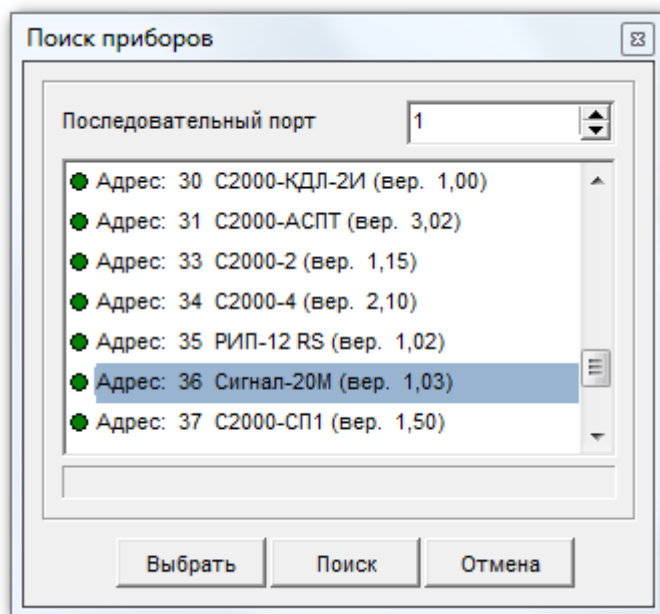 Поиск приборов
Последовательный порт 1
Адрес: 30 С2000-КДЛ-2И (вер. 1,00)
Адрес: 31 С2000-АСПТ (вер. 3,02)
Адрес: 33 С2000-2 (вер. 1,15)
Адрес: 34 С2000-4 (вер. 2,10)
Адрес: 35 РИП-12 RS (вер. 1,02)
Адрес: 36 Сигнал-20М (вер. 1,03)
Адрес: 37 С2000-СП1 (вер. 1,50)
Выбрать Поиск Отмена